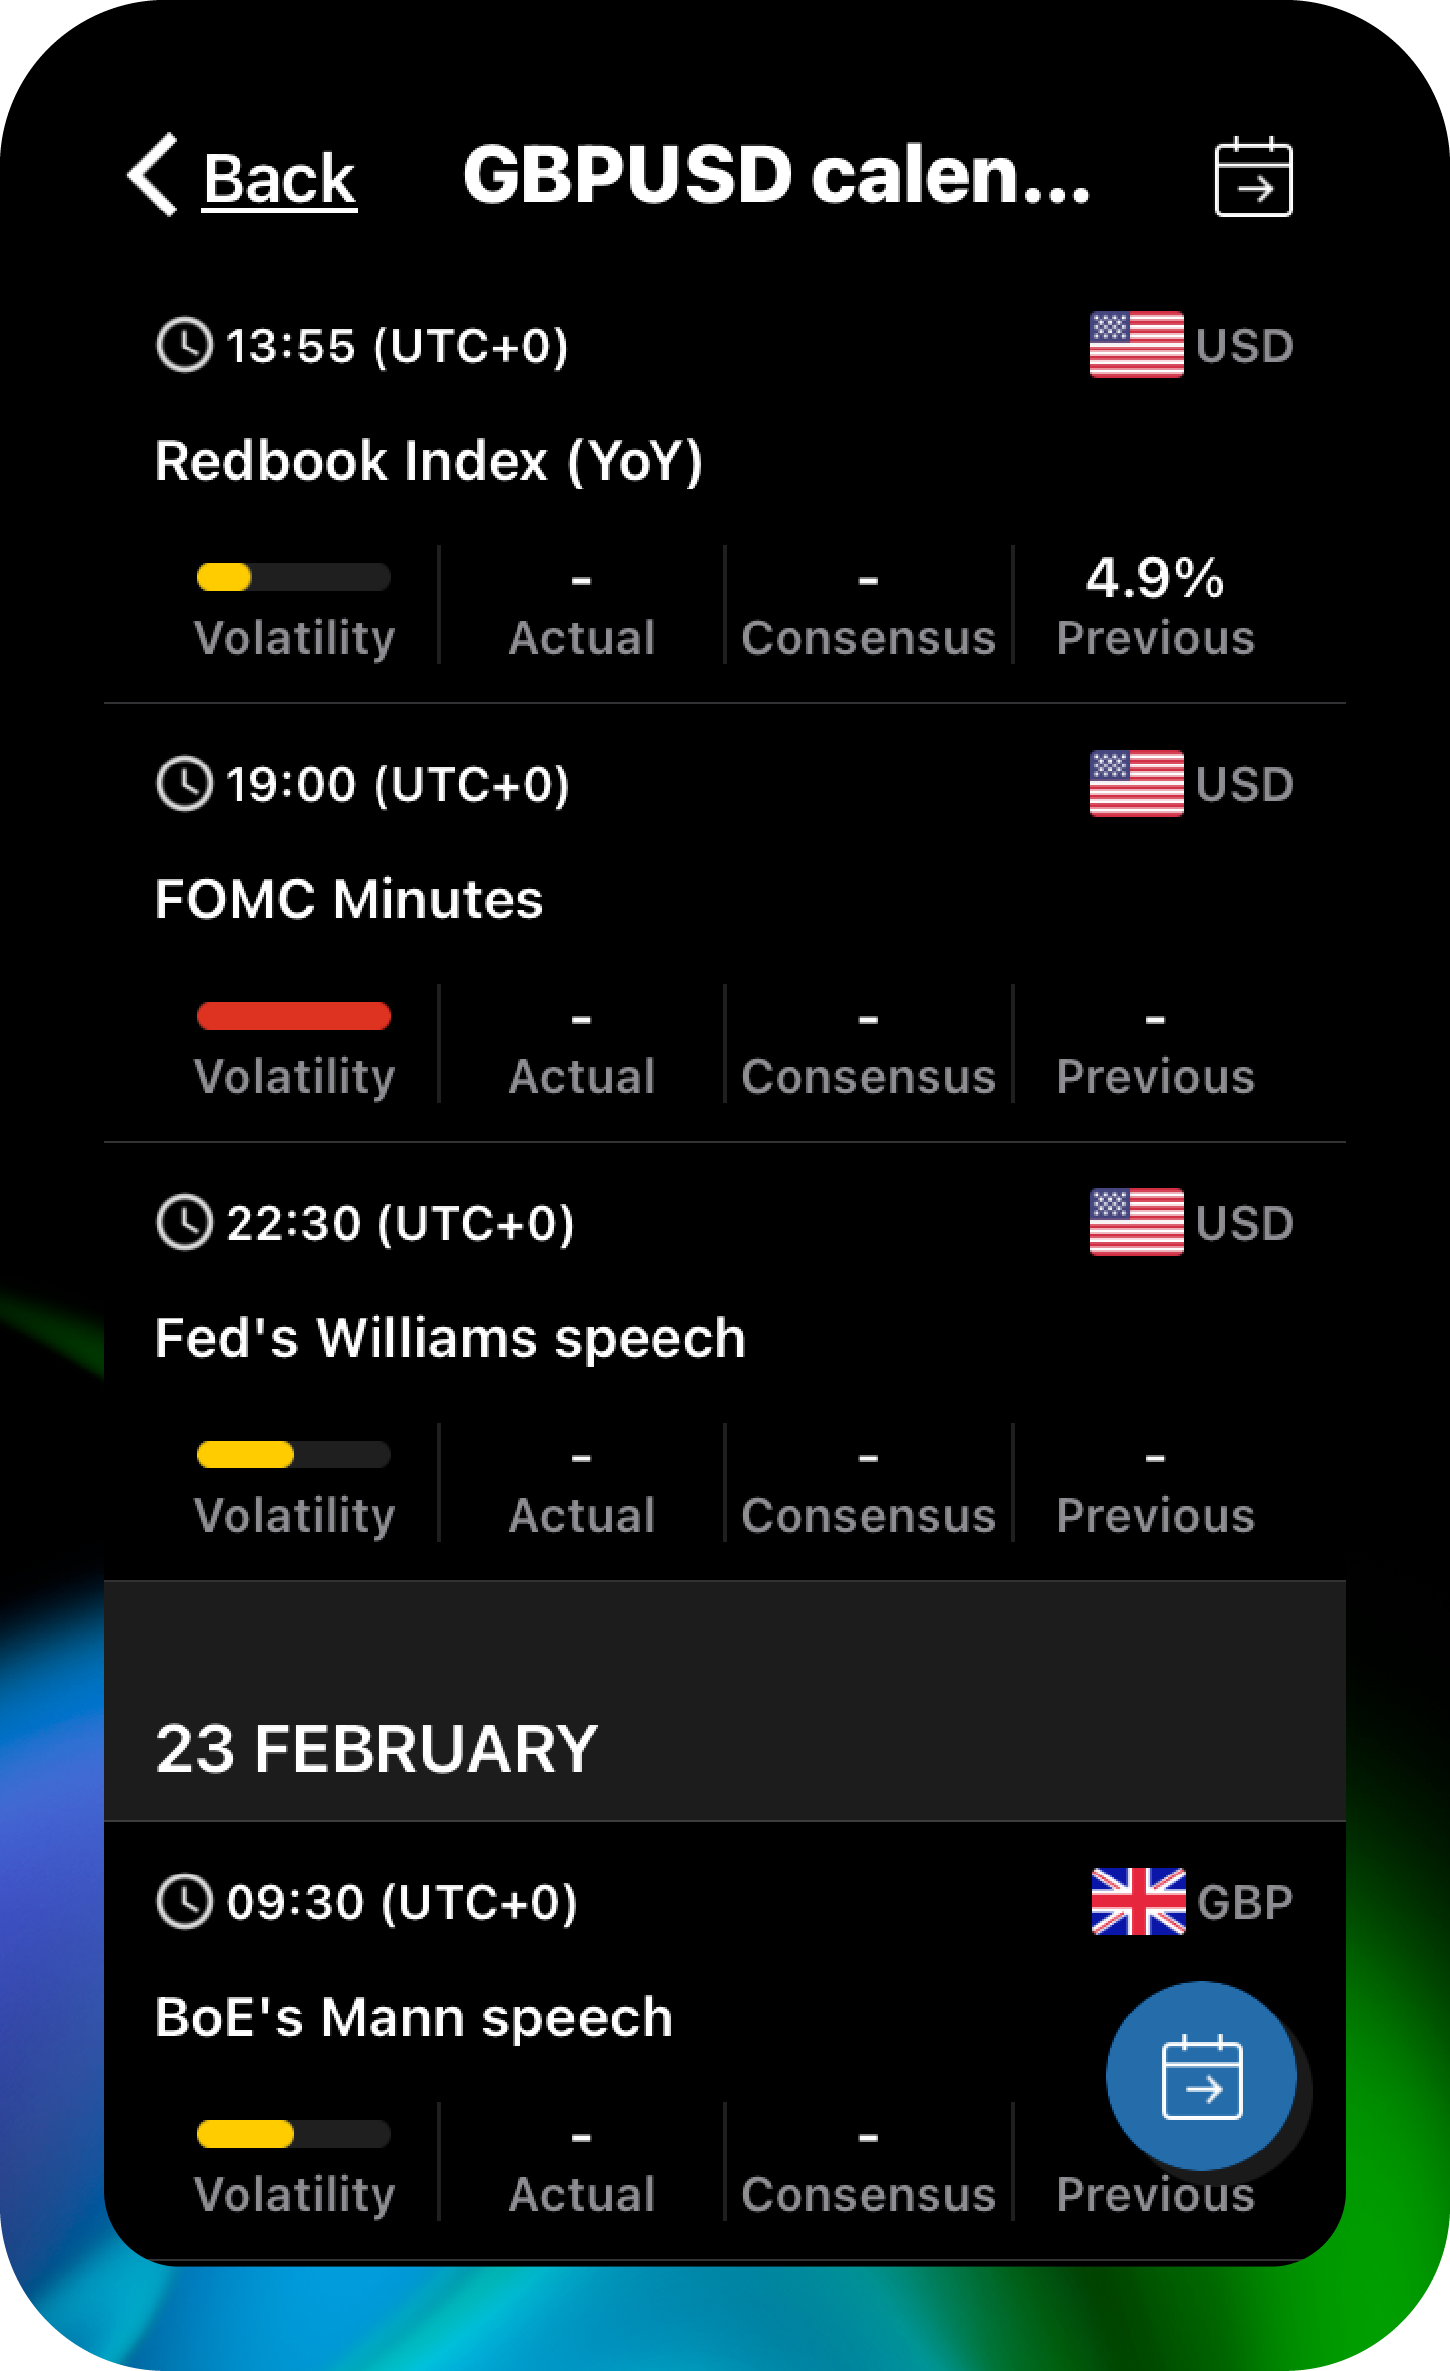 Back GBPUSD calen...
13:55 (UTC+0) USD
Redbook Index (YoY)
- - 4.9%
Volatility Actual Consensus Previous
19:00 (UTC+0) USD
FOMC Minutes
- - -
Volatility Actual Consensus Previous
22:30 (UTC+0) USD
Fed's Williams speech
- - -
Volatility Actual Consensus Previous
23 FEBRUARY
09:30 (UTC+0) GBP
BoE's Mann speech
- -
Volatility Actual Consensus Previous